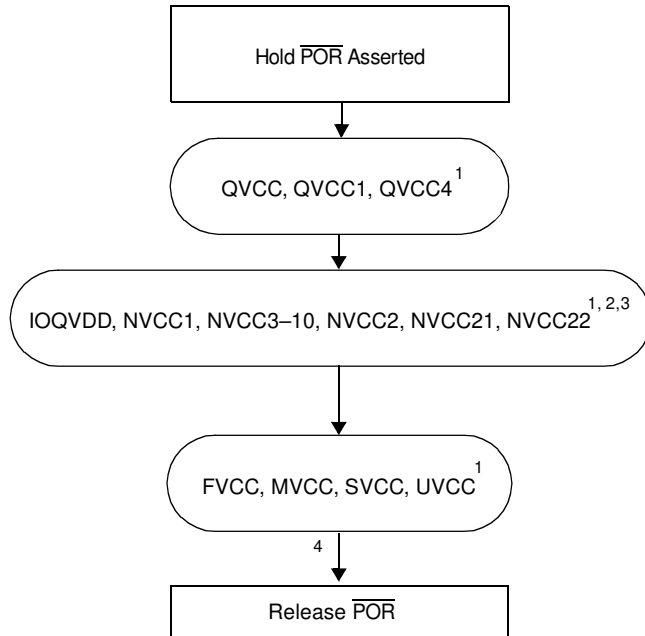 Hold POR Asserted
QVCC, QVCC1, QVCC4 1
IOQVDD, NVCC1, NVCC3–10, NVCC2, NVCC21, NVCC22 1, 2,3
FVCC, MVCC, SVCC, UVCC 1
4
Release POR